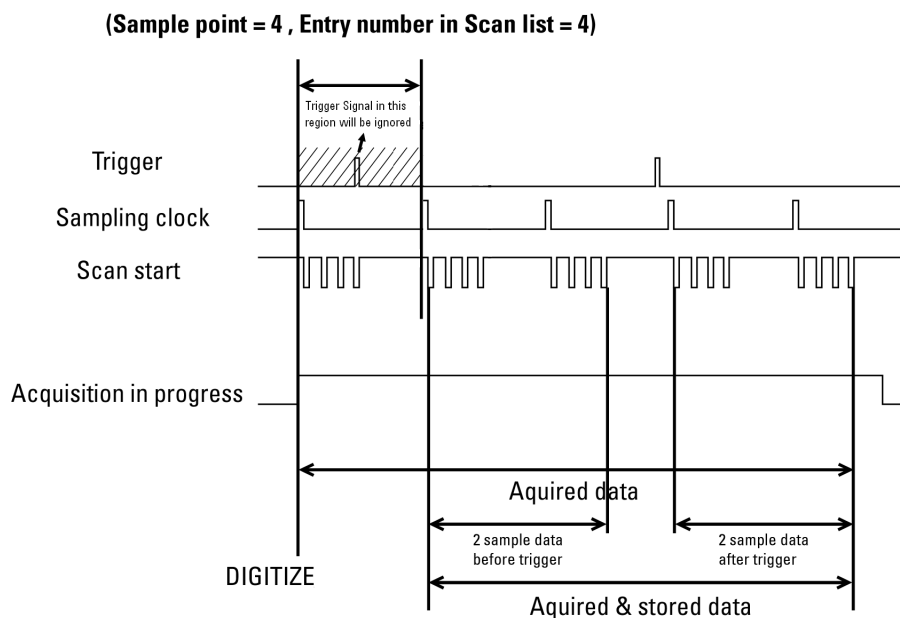 (Sample point = 4 , Entry number in Scan list = 4)
Trigger Signal in this
region will be ignored
Trigger
Sampling clock
Scan start
Acquisition in progress
Aquired data
2 sample data
before trigger
2 sample data
after trigger
DIGITIZE
Aquired & stored data